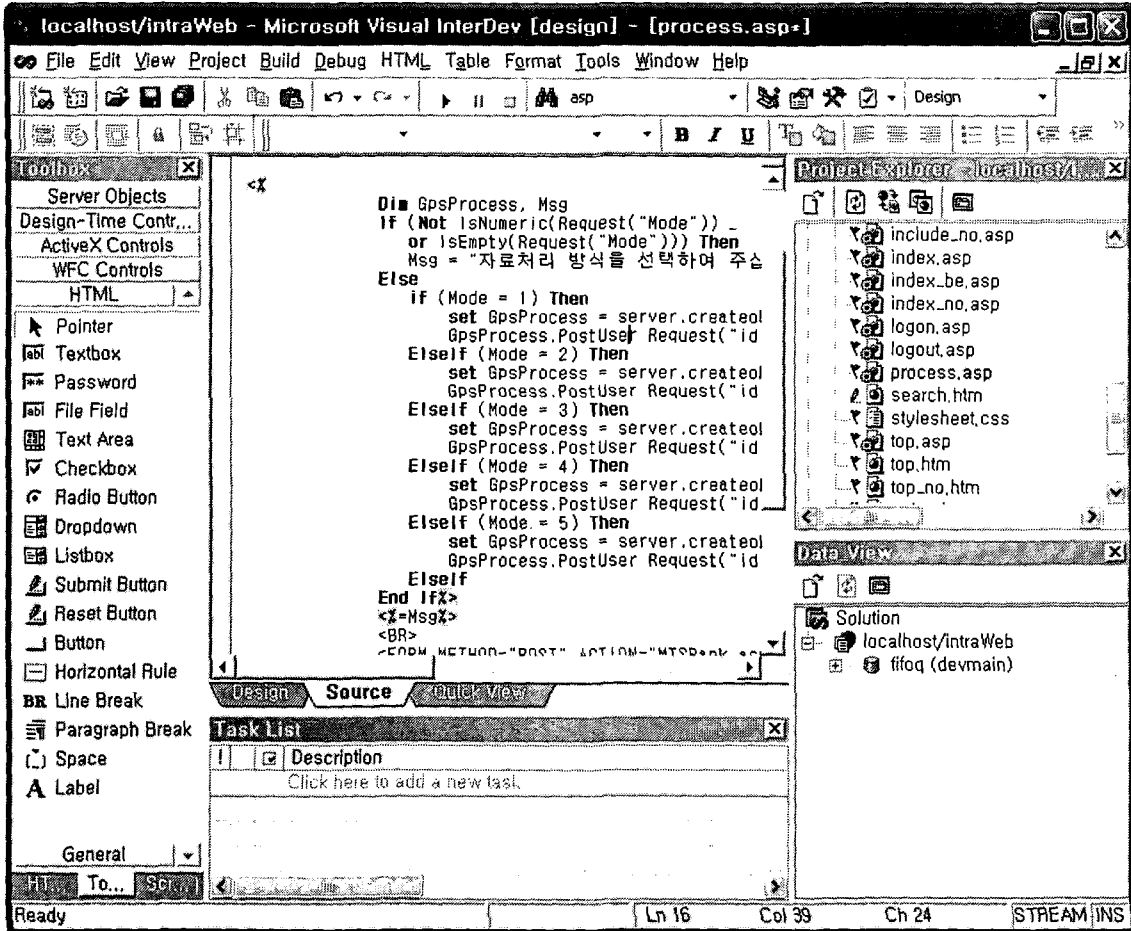 localhost/intraWeb - Microsoft Visual InterDev [design] - [process.asp*]
File Edit View Project Build Debug HTML Table Format Tools Window Help
asp
Design
B I U
Toolbox
Server Objects
Design-Time Contr...
ActiveX Controls
WFC Controls
HTML
Pointer
Textbox
Password
File Field
Text Area
Checkbox
Radio Button
Dropdown
Listbox
Submit Button
Reset Button
Button
Horizontal Rule
BR Line Break
Paragraph Break
Space
A Label
General
HT... To... Scr...
<%
Dim GpsProcess, Msg
If (Not IsNumeric(Request("Mode")) _
or IsEmpty(Request("Mode"))) Then
Msg = "자료처리 방식을 선택하여 주십
Else
if (Mode = 1) Then
set GpsProcess = server.createol
GpsProcess.PostUser Request("id
Elseif (Mode = 2) Then
set GpsProcess = server.createol
GpsProcess.PostUser Request("id
Elseif (Mode = 3) Then
set GpsProcess = server.createol
GpsProcess.PostUser Request("id
Elseif (Mode = 4) Then
set GpsProcess = server.createol
GpsProcess.PostUser Request("id
Elseif (Mode = 5) Then
set GpsProcess = server.createol
GpsProcess.PostUser Request("id
Elseif
End If%>
<%=Msg%>
<BR>
<FORM METHOD="POST" ACTION=
Design Source Quick View
Task List
! Description
Click here to add a new task.
Project Explorer - localhost/i...
include_no.asp
index.asp
index_be.asp
index_no.asp
logon.asp
logout.asp
process.asp
search.htm
stylesheet.css
top.asp
top.htm
top_no.htm
Data View
Solution
localhost/intraWeb
fifoq (devmain)
Ready
Ln 16 Col 39 Ch 24 STREAM INS